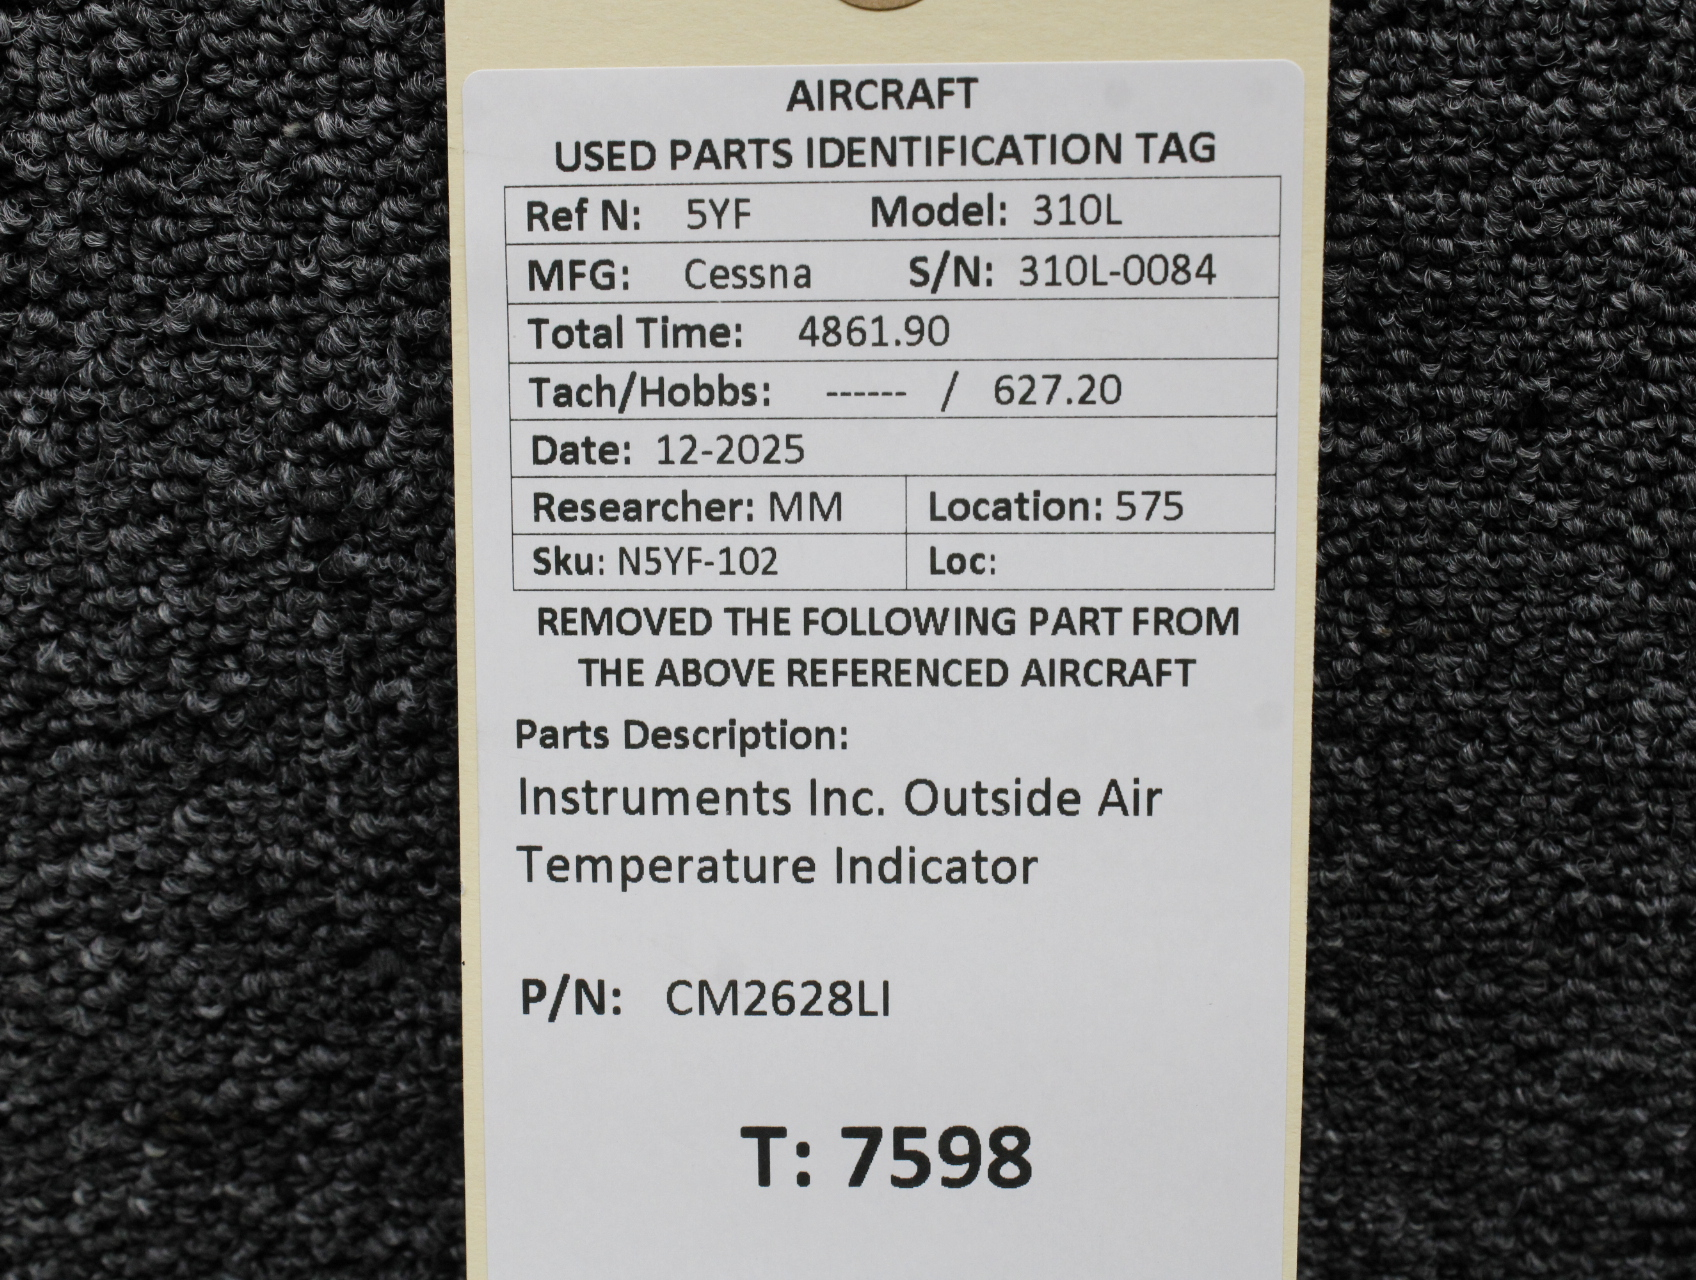 AIRCRAFT
USED PARTS IDENTIFICATION TAG
Ref N: 5YF Model: 310L
MFG: Cessna S/N: 310L-0084
Total Time: 4861.90
Tach/Hobbs: ------ / 627.20
Date: 12-2025
Researcher: MM Location: 575
Sku: N5YF-102 Loc:
REMOVED THE FOLLOWING PART FROM
THE ABOVE REFERENCED AIRCRAFT
Parts Description:
Instruments Inc. Outside Air
Temperature Indicator
P/N: CM2628LI
T: 7598